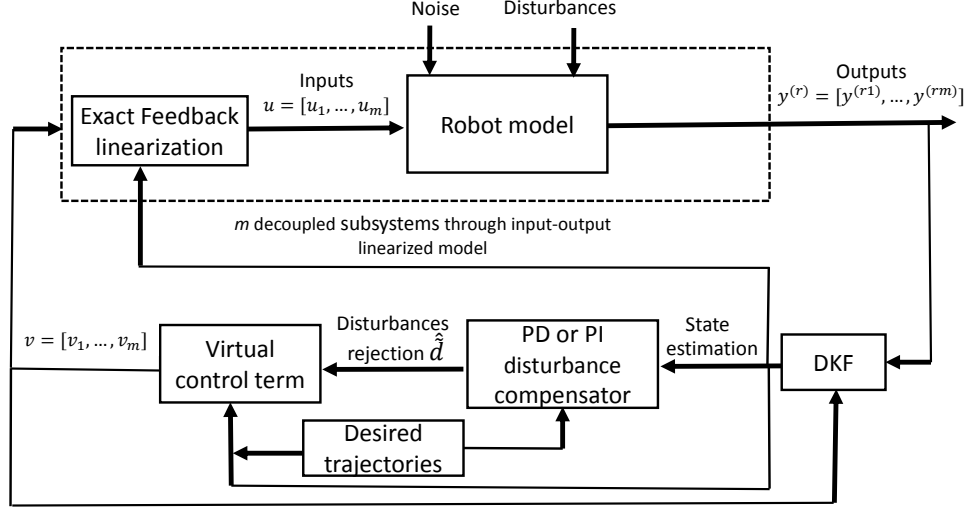 Noise
Disturbances
Inputs
u = [u₁, ..., uₘ]
Outputs
y⁽ʳ⁾ = [y⁽ʳ¹⁾, ..., y⁽ʳᵐ⁾]
Exact Feedback
linearization
Robot model
m decoupled subsystems through input-output
linearized model
v = [v₁, ..., vₘ]
Virtual
control term
Disturbances
rejection d̃̂
PD or PI
disturbance
compensator
State
estimation
DKF
Desired
trajectories